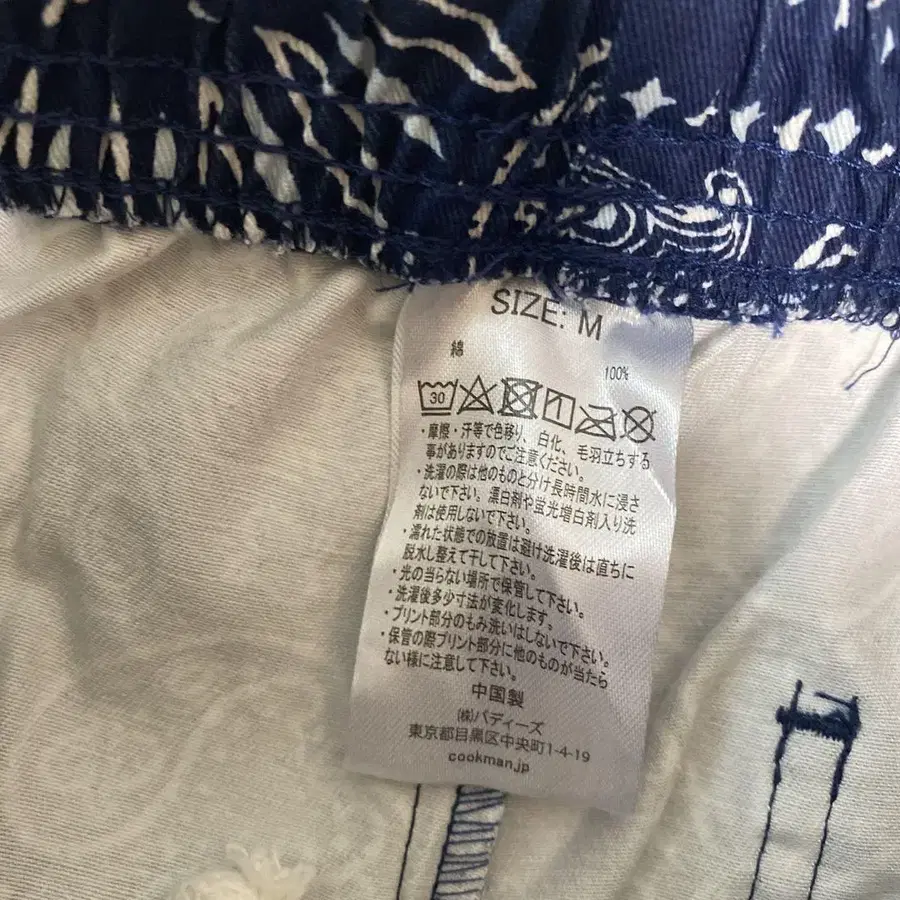 SIZE: M
綿
100%
30
・摩擦・汗等で色移り、白化、毛羽立ちする
事がありますのでご注意ください。
・洗濯の際は他のものと分け長時間水に浸さ
ないで下さい。漂白剤や蛍光増白剤入り洗
剤は使用しないで下さい。
・濡れた状態での放置は避け洗濯後は直ちに
脱水し整えて干して下さい。
・光の当らない場所で保管して下さい。
・洗濯後多少寸法が変化します。
・プリント部分のもみ洗いはしないで下さい。
・保管の際プリント部分に他のものが当たら
ない様に注意して下さい。
中国製
㈱バディーズ
東京都目黒区中央町1-4-19
cookman.jp